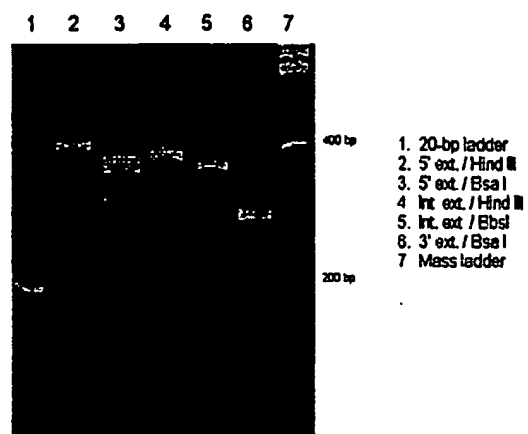 1 2 3 4 5 6 7
400 bp
200 bp
1. 20-bp ladder
2. 5' ext. / Hind III
3. 5' ext. / Bsa I
4 Int. ext. / Hind III
5. Int. ext / BbsI
6. 3' ext. / Bsa I
7 Mass ladder